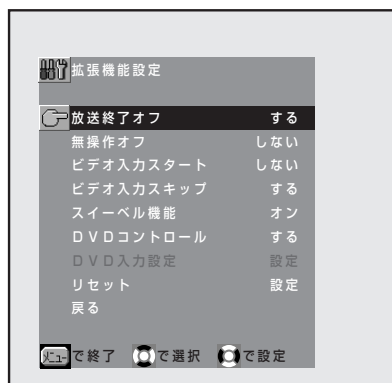 拡張機能設定
放送終了オフ する
無操作オフ しない
ビデオ入力スタート しない
ビデオ入力スキップ する
スイーベル機能 オン
DVDコントロール する
DVD入力設定 設定
リセット 設定
戻る
メニューで終了 で選択 で設定